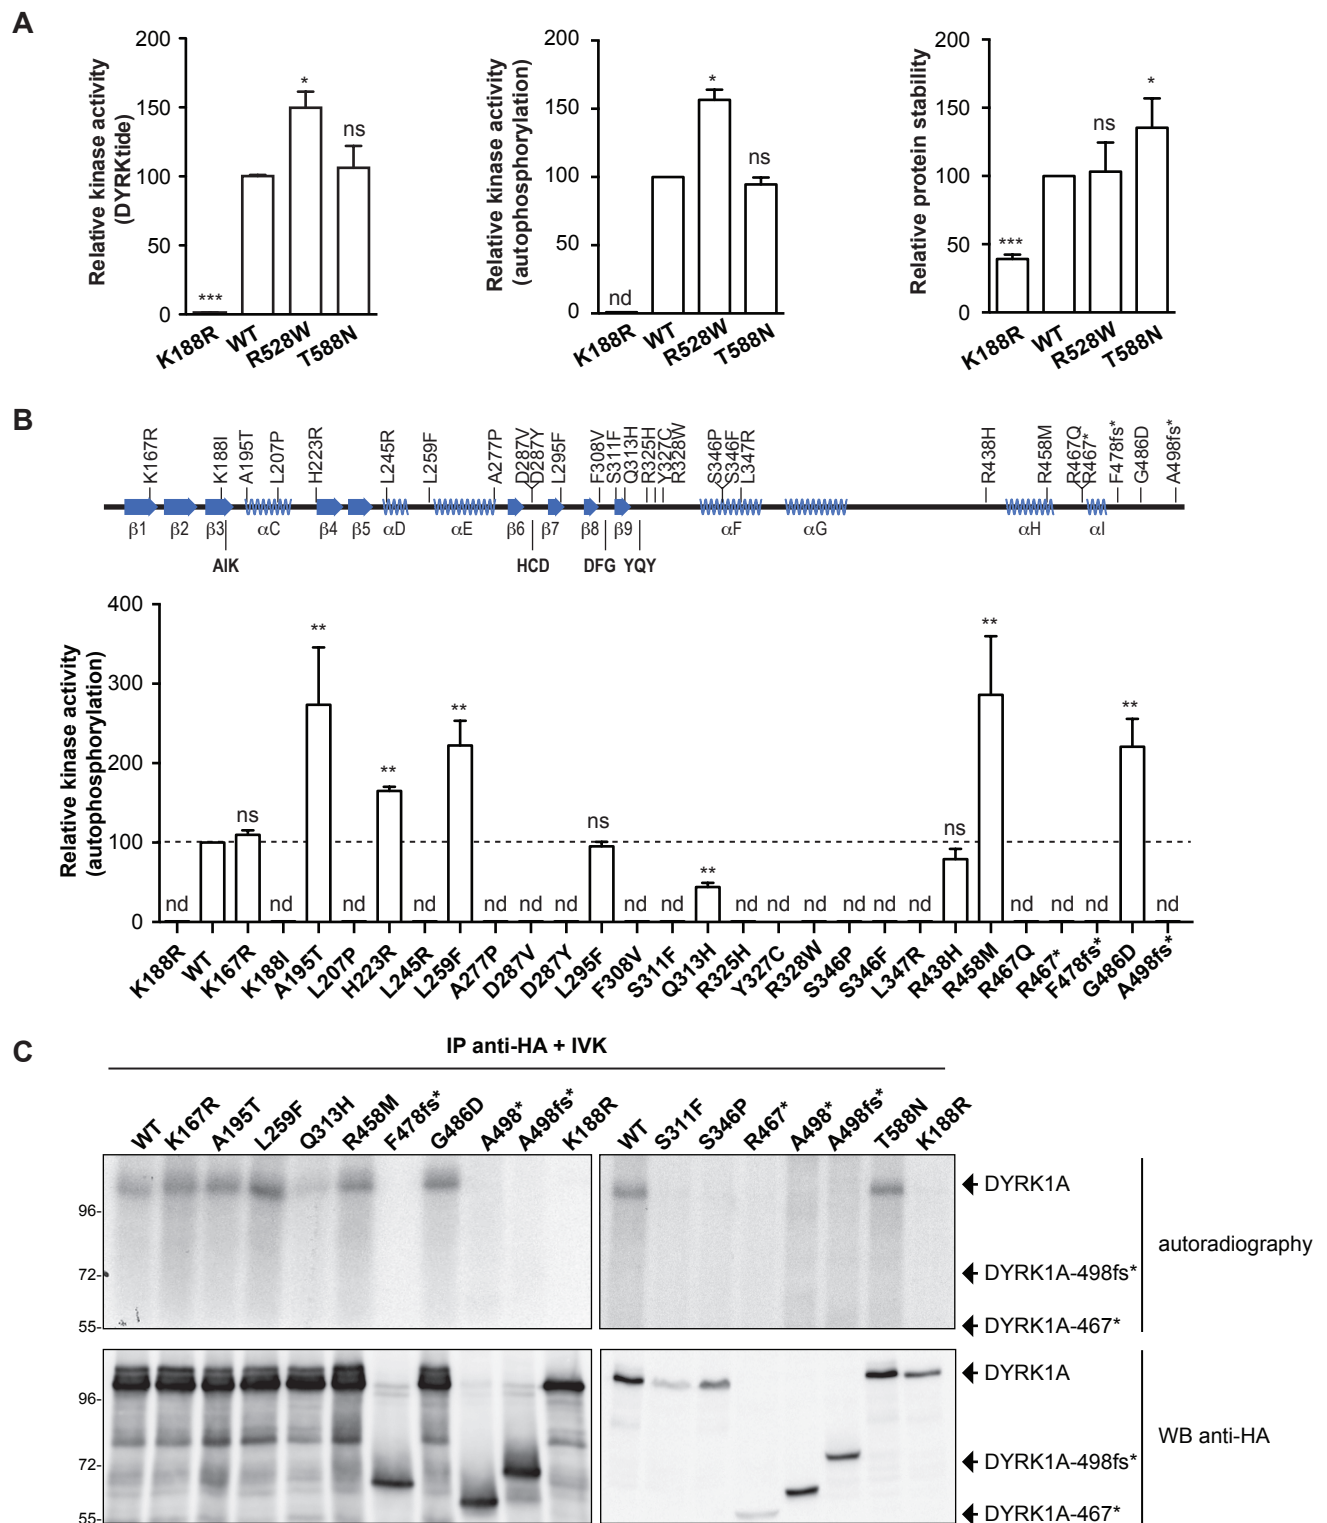 A
Relative kinase activity
(DYRKtide)
200
150
100
50
0
***
*
ns
K188R
WT
R528W
T588N
Relative kinase activity
(autophosphorylation)
200
150
100
50
0
nd
*
ns
K188R
WT
R528W
T588N
Relative protein stability
200
150
100
50
0
***
ns
*
K188R
WT
R528W
T588N
B
K167R
K188I
A195T
L207P
H223R
L245R
L259F
A277P
D287V
D287Y
L295F
F308V
S311F
Q313H
R325H
Y327C
R328W
S346P
S346F
L347R
R438H
R458M
R467Q
R467*
F478fs*
G486D
A498fs*
β1 β2 β3 αC β4 β5 αD αE β6 β7 β8 β9 αF αG αH αI
AIK HCD DFG YQY
Relative kinase activity
(autophosphorylation)
400
300
200
100
0
nd
ns
nd
**
nd
**
nd
**
nd
nd
nd
ns
nd
nd
**
nd
nd
nd
nd
nd
nd
ns
**
nd
nd
nd
**
nd
K188R
WT
K167R
K188I
A195T
L207P
H223R
L245R
L259F
A277P
D287V
D287Y
L295F
F308V
S311F
Q313H
R325H
Y327C
R328W
S346P
S346F
L347R
R438H
R458M
R467Q
R467*
F478fs*
G486D
A498fs*
C
IP anti-HA + IVK
WT
K167R
A195T
L259F
Q313H
R458M
F478fs*
G486D
A498*
A498fs*
K188R
WT
S311F
S346P
R467*
A498*
A498fs*
T588N
K188R
96-
72-
55-
DYRK1A
DYRK1A-498fs*
DYRK1A-467*
autoradiography
96-
72-
55-
DYRK1A
DYRK1A-498fs*
DYRK1A-467*
WB anti-HA